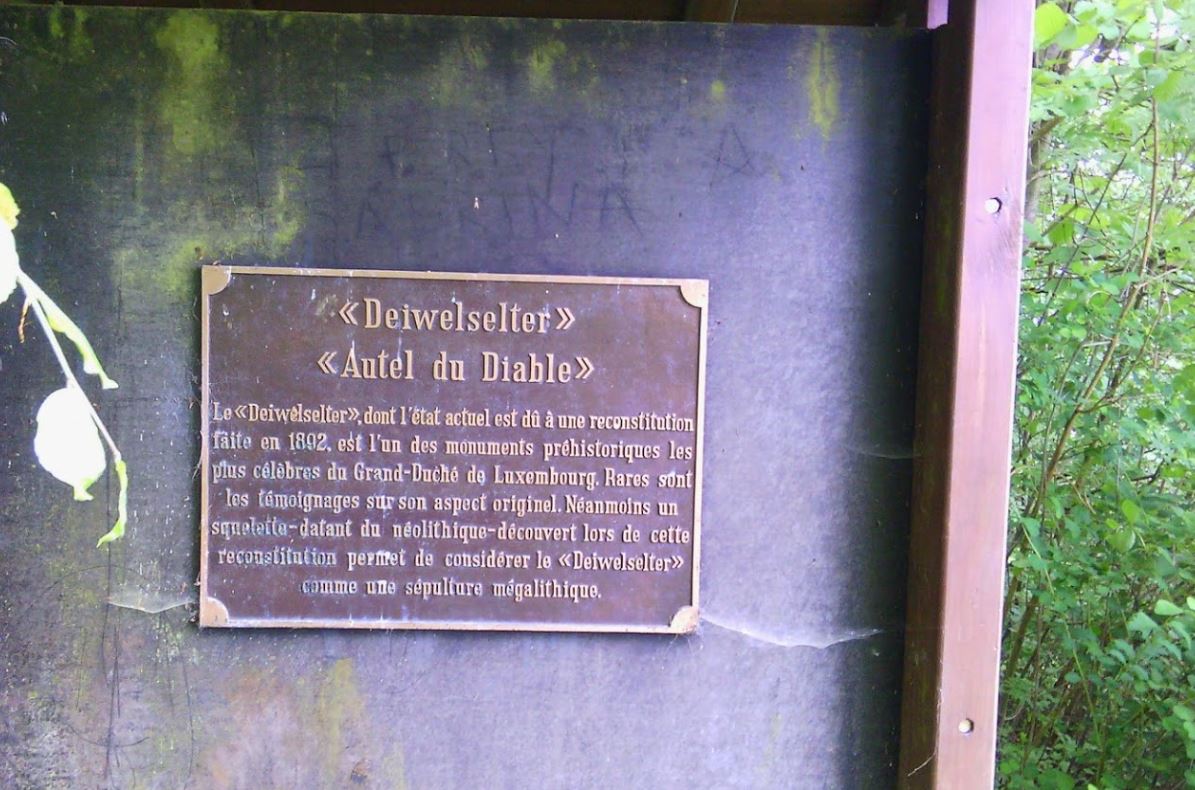 «Deiwelselter»
«Autel du Diable»
Le «Deiwelselter», dont l'état actuel est dû à une reconstitution
faite en 1892, est l'un des monuments préhistoriques les
plus célèbres du Grand-Duché de Luxembourg. Rares sont
les témoignages sur son aspect originel. Néanmoins un
squelette-datant du néolithique-découvert lors de cette
reconstitution permet de considérer le «Deiwelselter»
comme une sépulture mégalithique.